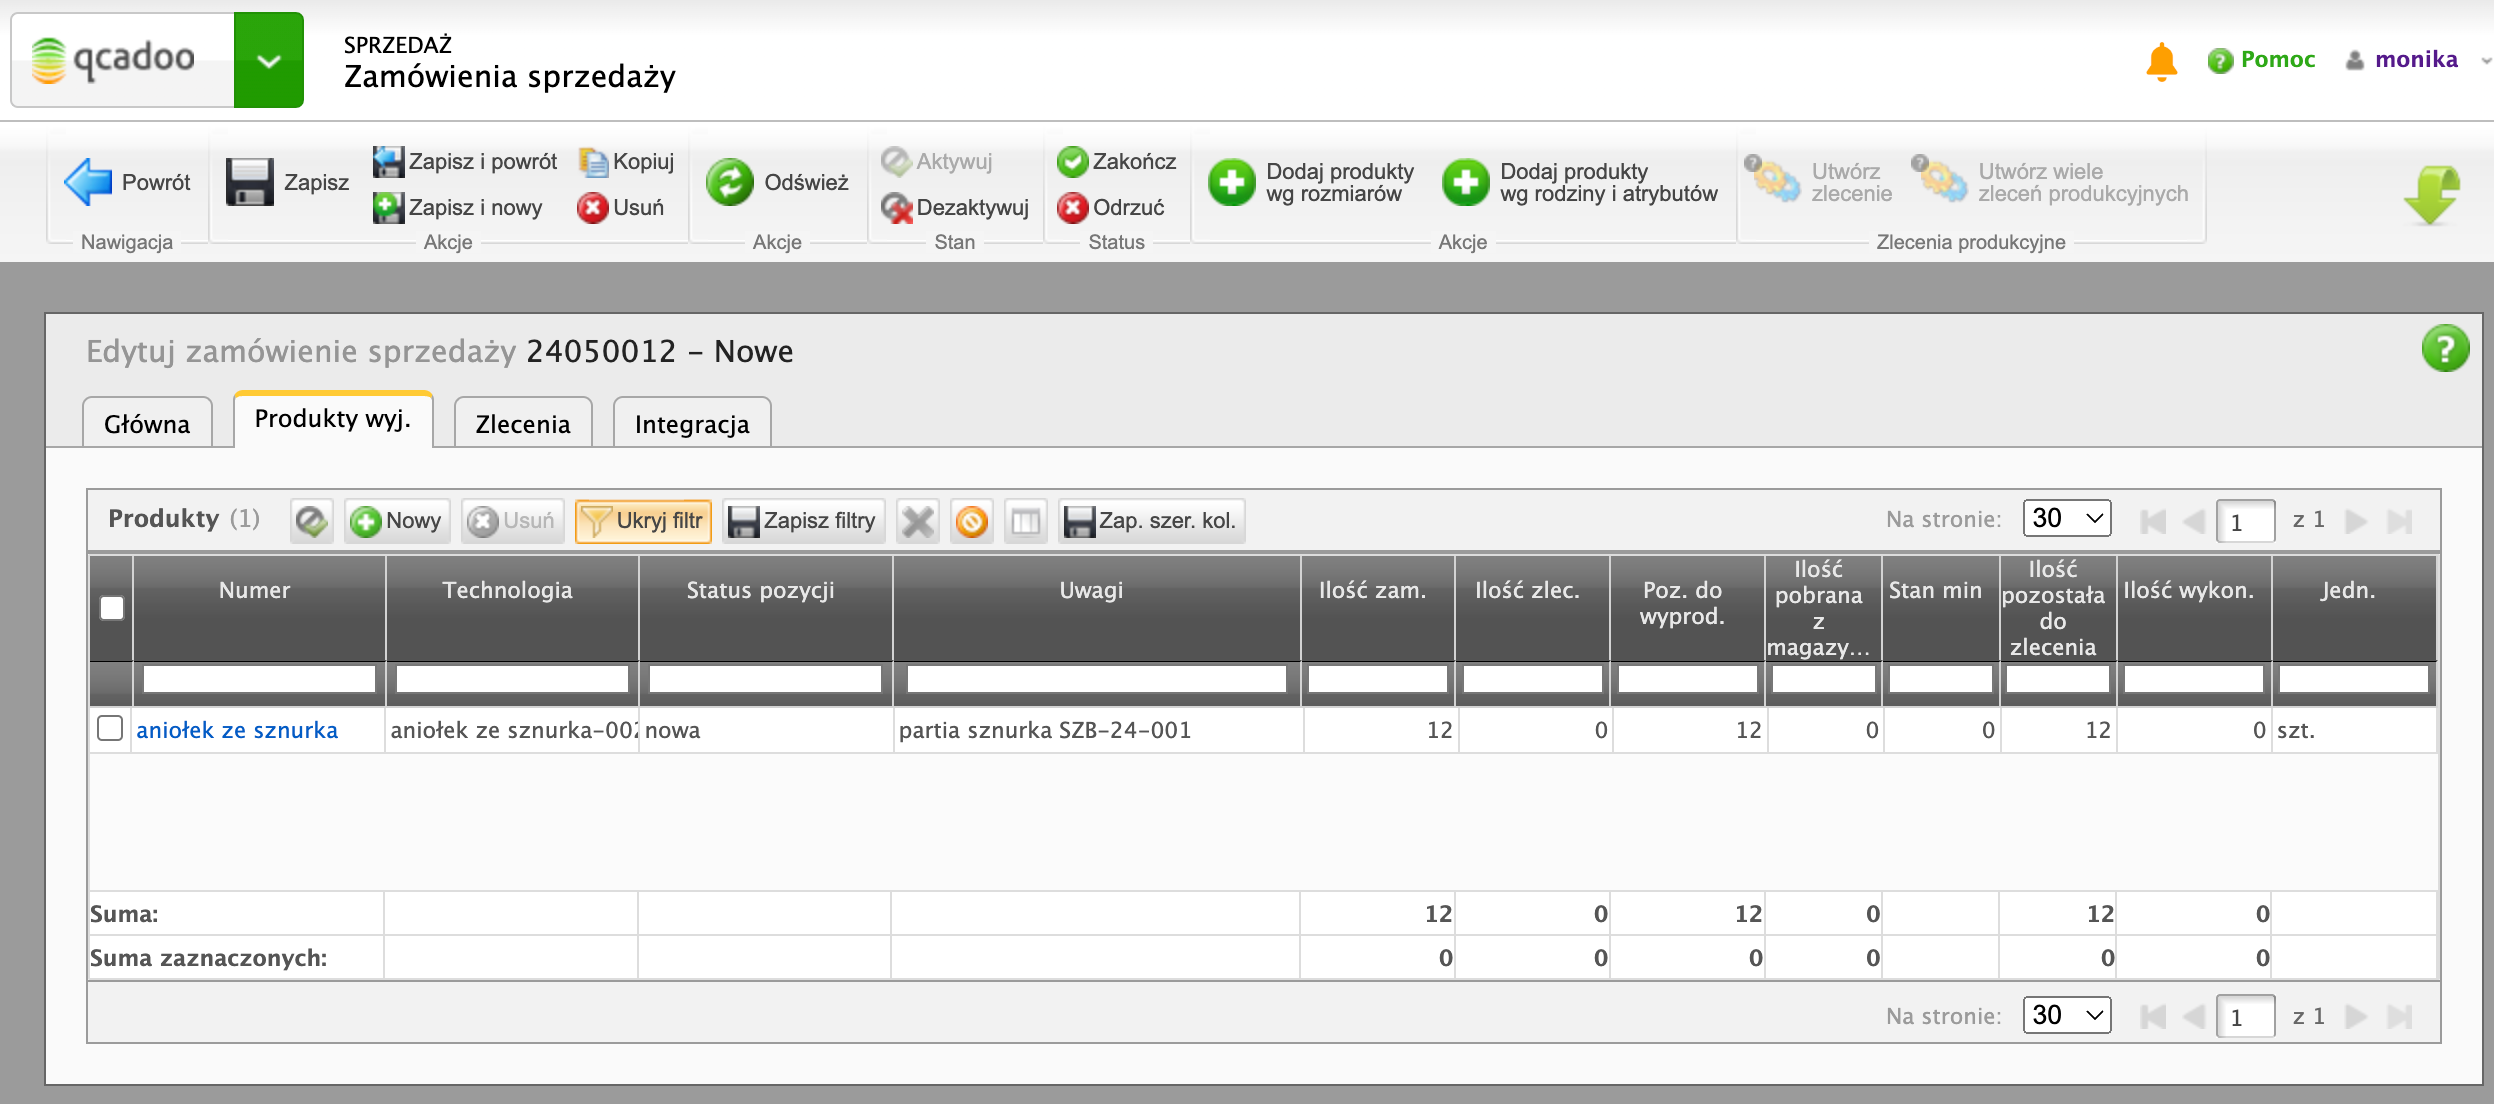 qcadoo
SPRZEDAŻ
Zamówienia sprzedaży
Pomoc
monika
Powrót
Nawigacja
Zapisz
Zapisz i powrót
Kopiuj
Zapisz i nowy
Usuń
Akcje
Odśwież
Akcje
Aktywuj
Dezaktywuj
Stan
Zakończ
Odrzuć
Status
Dodaj produkty
wg rozmiarów
Dodaj produkty
wg rodziny i atrybutów
Akcje
Utwórz
zlecenie
Utwórz wiele
zleceń produkcyjnych
Zlecenia produkcyjne
Edytuj zamówienie sprzedaży 24050012 - Nowe
Główna
Produkty wyj.
Zlecenia
Integracja
Produkty (1)
Nowy
Usuń
Ukryj filtr
Zapisz filtry
Zap. szer. kol.
Na stronie: 30 1 z 1
Numer
Technologia
Status pozycji
Uwagi
Ilość zam.
Ilość zlec.
Poz. do
wyprod.
Ilość
pobrana
z
magazy...
Stan min
Ilość
pozostała
do
zlecenia
Ilość wykon.
Jedn.
aniołek ze sznurka aniołek ze sznurka-002 nowa partia sznurka SZB-24-001 12 0 12 0 0 12 0 szt.
Suma: 12 0 12 0 12 0
Suma zaznaczonych: 0 0 0 0 0 0
Na stronie: 30 1 z 1